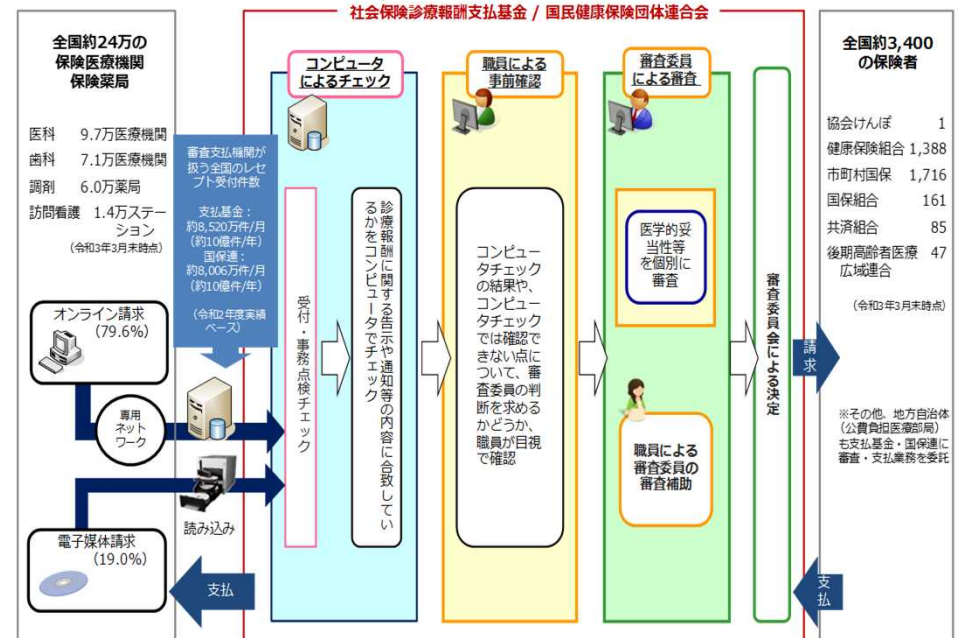 社会保険診療報酬支払基金 / 国民健康保険団体連合会
全国約24万の
保険医療機関
保険薬局
医科 9.7万医療機関
歯科 7.1万医療機関
調剤 6.0万薬局
訪問看護 1.4万ステー
ション
（令和3年3月末時点）
オンライン請求
（79.6%）
専用
ネット
ワーク
電子媒体請求
（19.0%）
審査支払機関が
扱う全国のレセ
プト受付件数
支払基金：
約8,520万件/月
（約10億件/年）
国保連：
約8,006万件/月
（約10億件/年）
（令和2年度実績
ベース）
読み込み
支払
コンピュータ
によるチェック
受付・事務点検チェック
診療報酬に関する告示や通知等の内容に合致してい
るかをコンピュータでチェック
職員による
事前確認
コンピュー
タチェック
の結果や、
コンピュー
タチェック
では確認で
きない点に
ついて、審
査委員の判
断を求める
かどうか、
職員が目視
で確認
審査委員
による審査
医学的妥
当性等
を個別に
審査
職員による
審査委員の
審査補助
審査委員会による決定
請求
支払
全国約3,400
の保険者
協会けんぽ 1
健康保険組合 1,388
市町村国保 1,716
国保組合 161
共済組合 85
後期高齢者医療 47
広域連合
（令和3年3月末時点）
※その他、地方自治体
（公費負担医療部局）
も支払基金・国保連に
審査・支払業務を委託